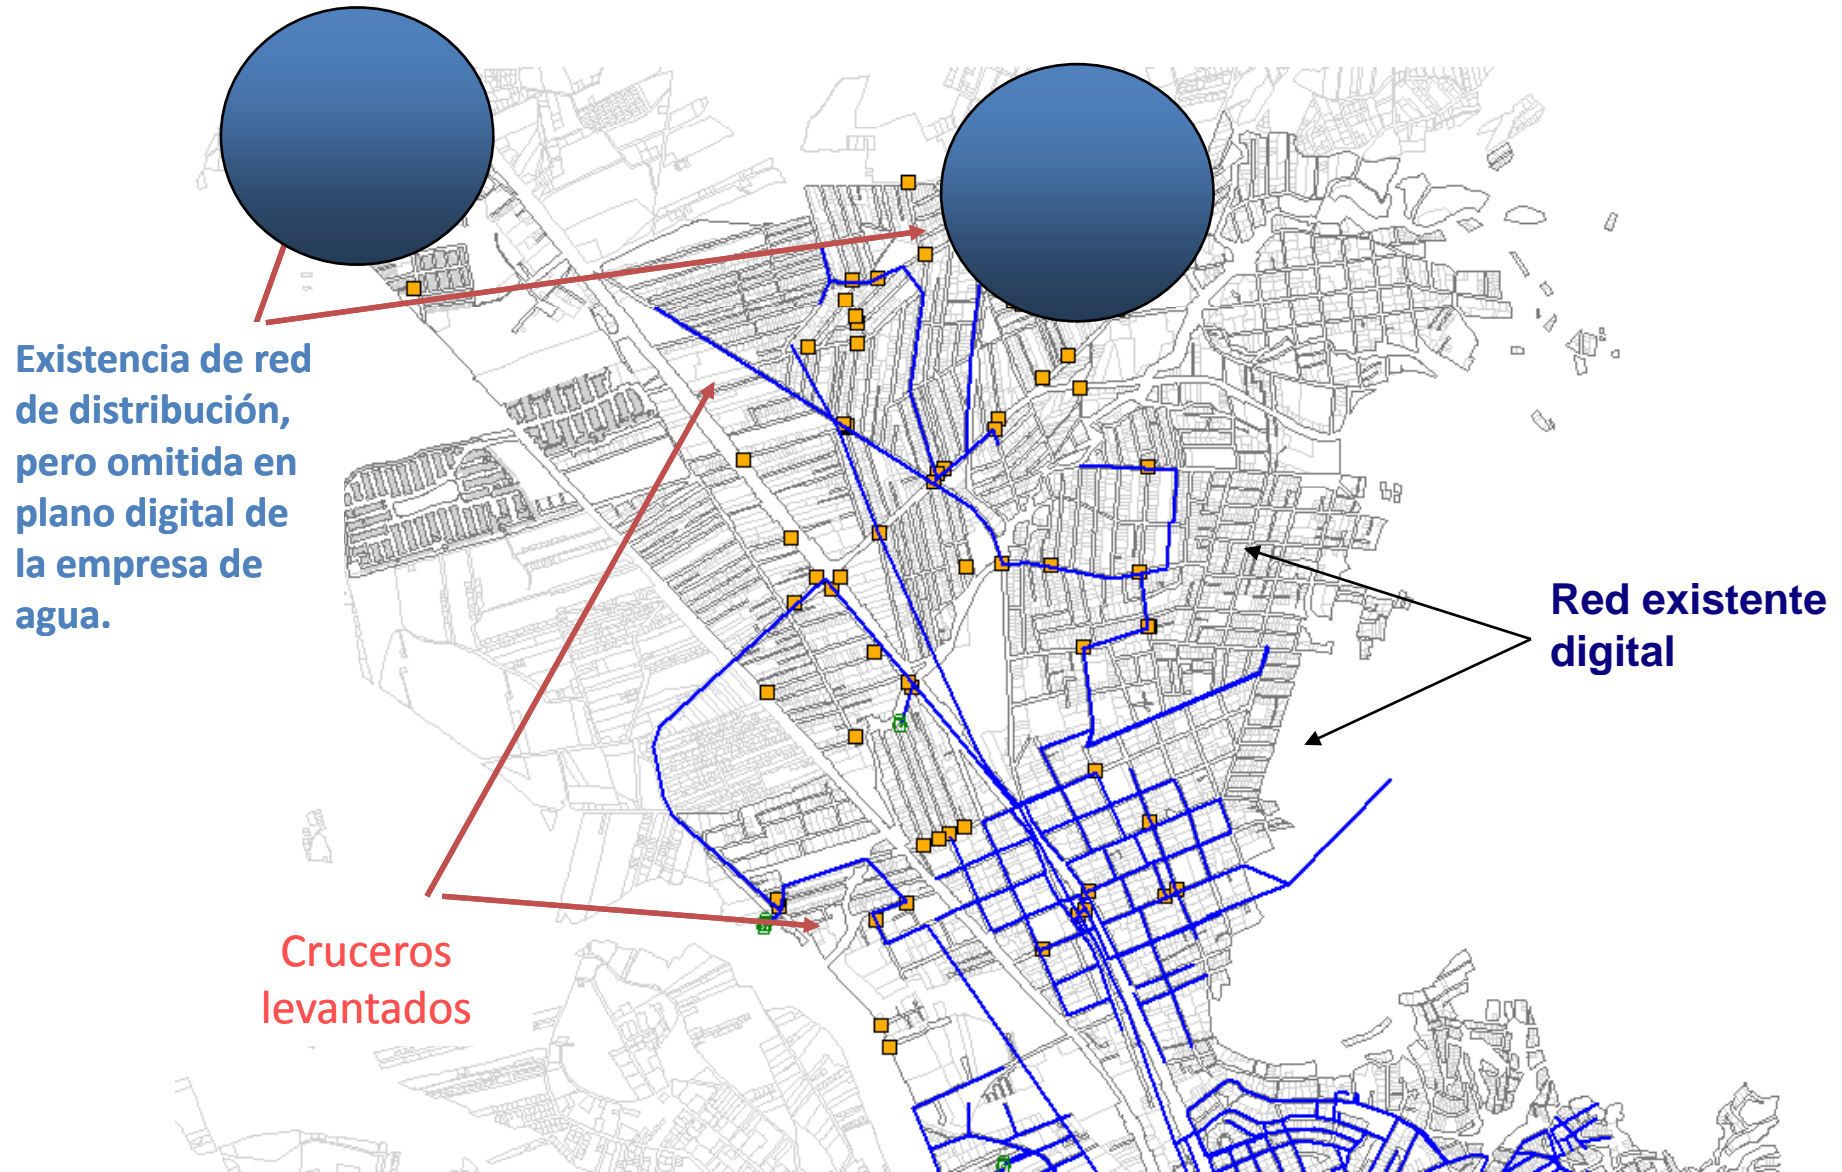 Existencia de red
de distribución,
pero omitida en
plano digital de
la empresa de
agua.
Red existente
digital
Cruceros
levantados